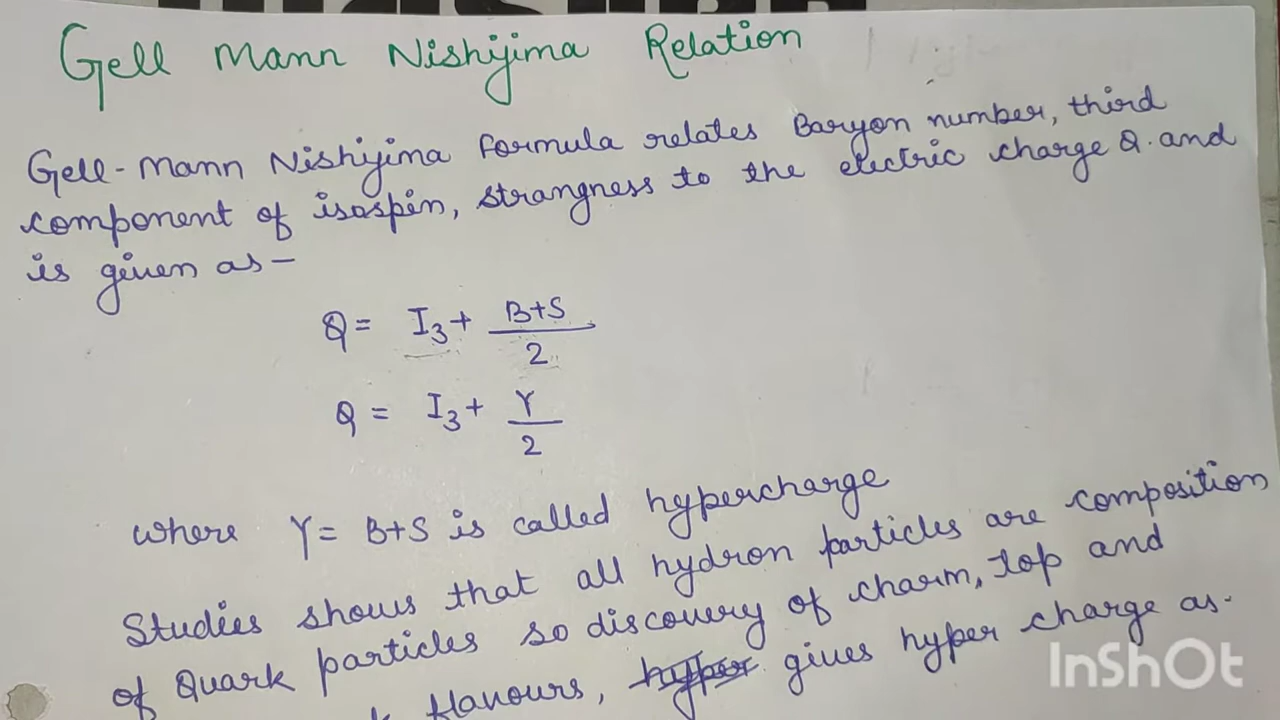 Gell Mann Nishijima Relation
Gell-Mann Nishijima formula relates Baryon number, third
component of isospin, strangness to the electric charge Q. and
is given as -
Q = I₃ + (B+S)/2
Q = I₃ + Y/2
where Y = B+S is called hypercharge
Studies shows that all hydron particles are composition
of Quark particles so discovery of charm, top and
flavours, gives hyper charge as.
InShOt